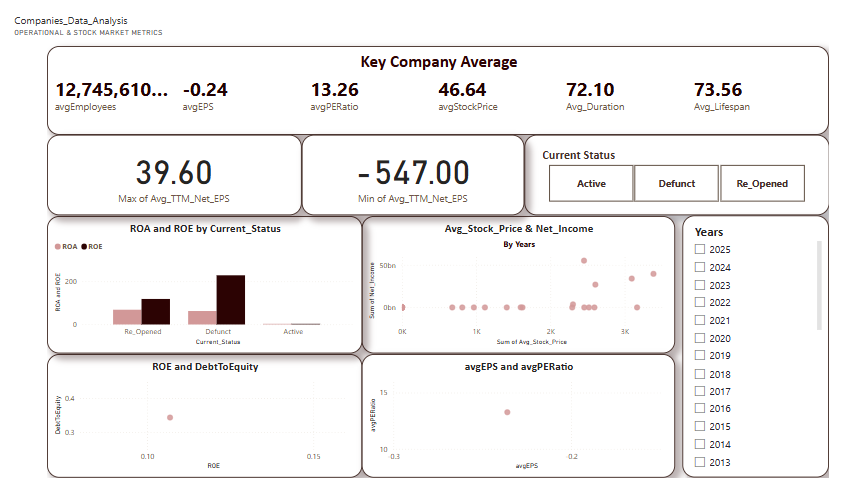 Companies_Data_Analysis
OPERATIONAL & STOCK MARKET METRICS
Key Company Average
12,745,610... -0.24 13.26 46.64 72.10 73.56
avgEmployees avgEPS avgPERatio avgStockPrice Avg_Duration Avg_Lifespan
39.60
Max of Avg_TTM_Net_EPS
-547.00
Min of Avg_TTM_Net_EPS
Current Status
Active Defunct Re_Opened
ROA and ROE by Current_Status
ROA ROE
ROA and ROE
200
0
Re_Opened Defunct Active
Current_Status
Avg_Stock_Price & Net_Income
By Years
Sum of Net_Income
50bn
0bn
0K 1K 2K 3K
Sum of Avg_Stock_Price
Years
2025
2024
2023
2022
2021
2020
2019
2018
2017
2016
2015
2014
2013
ROE and DebtToEquity
DebtToEquity
0.4
0.3
0.10 0.15
ROE
avgEPS and avgPERatio
avgPERatio
15
10
-0.3 -0.2
avgEPS